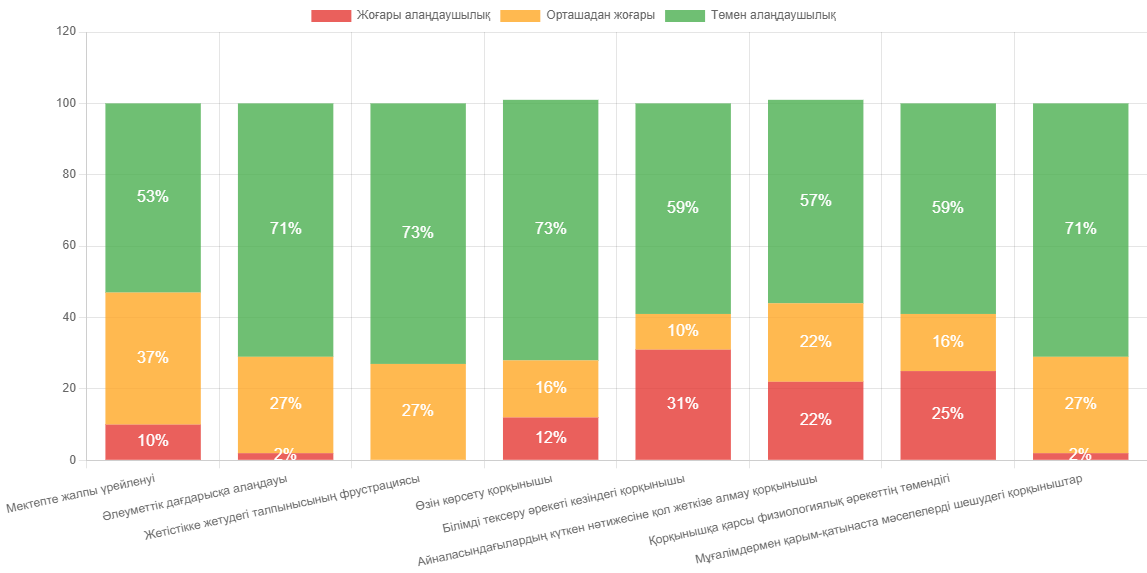 Жоғары алаңдаушылық Орташадан жоғары Төмен алаңдаушылық
120
100
80
60
40
20
0
53% 71% 73% 73% 59% 57% 59% 71%
37% 27% 27% 16% 10% 22% 16% 27%
10% 2% 12% 31% 22% 25% 2%
Мектепте жалпы үрейленуі
Әлеуметтік дағдарысқа алаңдауы
Жетістікке жетудегі талпынысының фрустрациясы
Өзін көрсету қорқынышы
Білімді тексеру әрекеті кезіндегі қорқынышы
Айналасындағылардың күткен нәтижесіне қол жеткізе алмау қорқынышы
Қорқынышқа қарсы физиологиялық әрекеттің төмендігі
Мұғалімдермен қарым-қатынаста мәселелерді шешудегі қорқыныштар